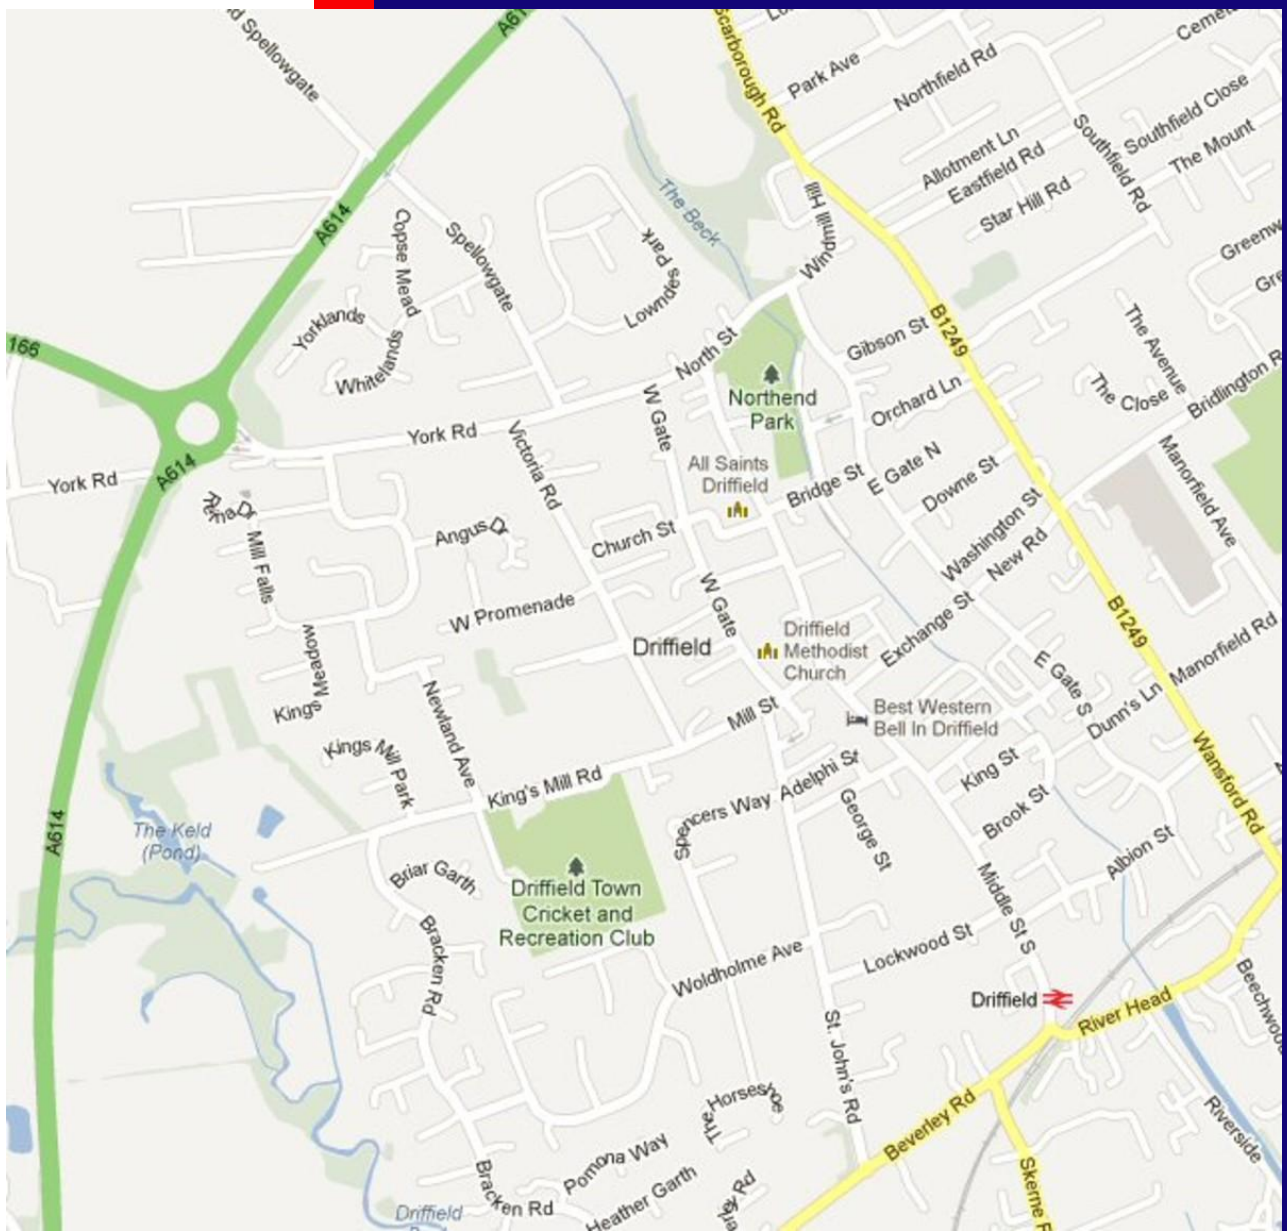 d Spellowgate
A61
Scarborough Rd
Park Ave
Northfield Rd
Cemet
Southfield Close
The Mount
Southfield Rd
Allotment Ln
Eastfield Rd
Star Hill Rd
The Beck
Windmill Hill
A614
Copse Mead
Spellowgate
Lowndes Park
Greenw
Gre
Yorklands
Whitelands
166
North St
Gibson St
B1249
The Avenue
The Close
Bridlington R
Northend
Park
W Gate
Orchard Ln
York Rd
Victoria Rd
E Gate N
York Rd
A614
All Saints
Driffield
Bridge St
Downe St
Manorfield Ave
Mill Falls
Angus D
Church St
Washington St
New Rd
W Promenade
W Gate
Exchange St
B1249
Driffield
Driffield
Methodist
Church
Manorfield Rd
Meadow
Kings
Newland Ave
Mill St
E Gate S
Dunn's Ln
Best Western
Bell In Driffield
Kings Mill Park
King's Mill Rd
Spencers Way
Adelphi St
King St
Wansford Rd
The Keld
(Pond)
A614
George St
Brook St
Albion St
Briar Garth
Driffield Town
Cricket and
Recreation Club
Middle St S
Bracken Rd
Woldholme Ave
Lockwood St
Driffield
River Head
Beechwood
St. John's Rd
The Horseshoe
Beverley Rd
Riverside
Pomona Way
Bracken Rd
Heather Garth
ey Rd
Skerne R
Driffield